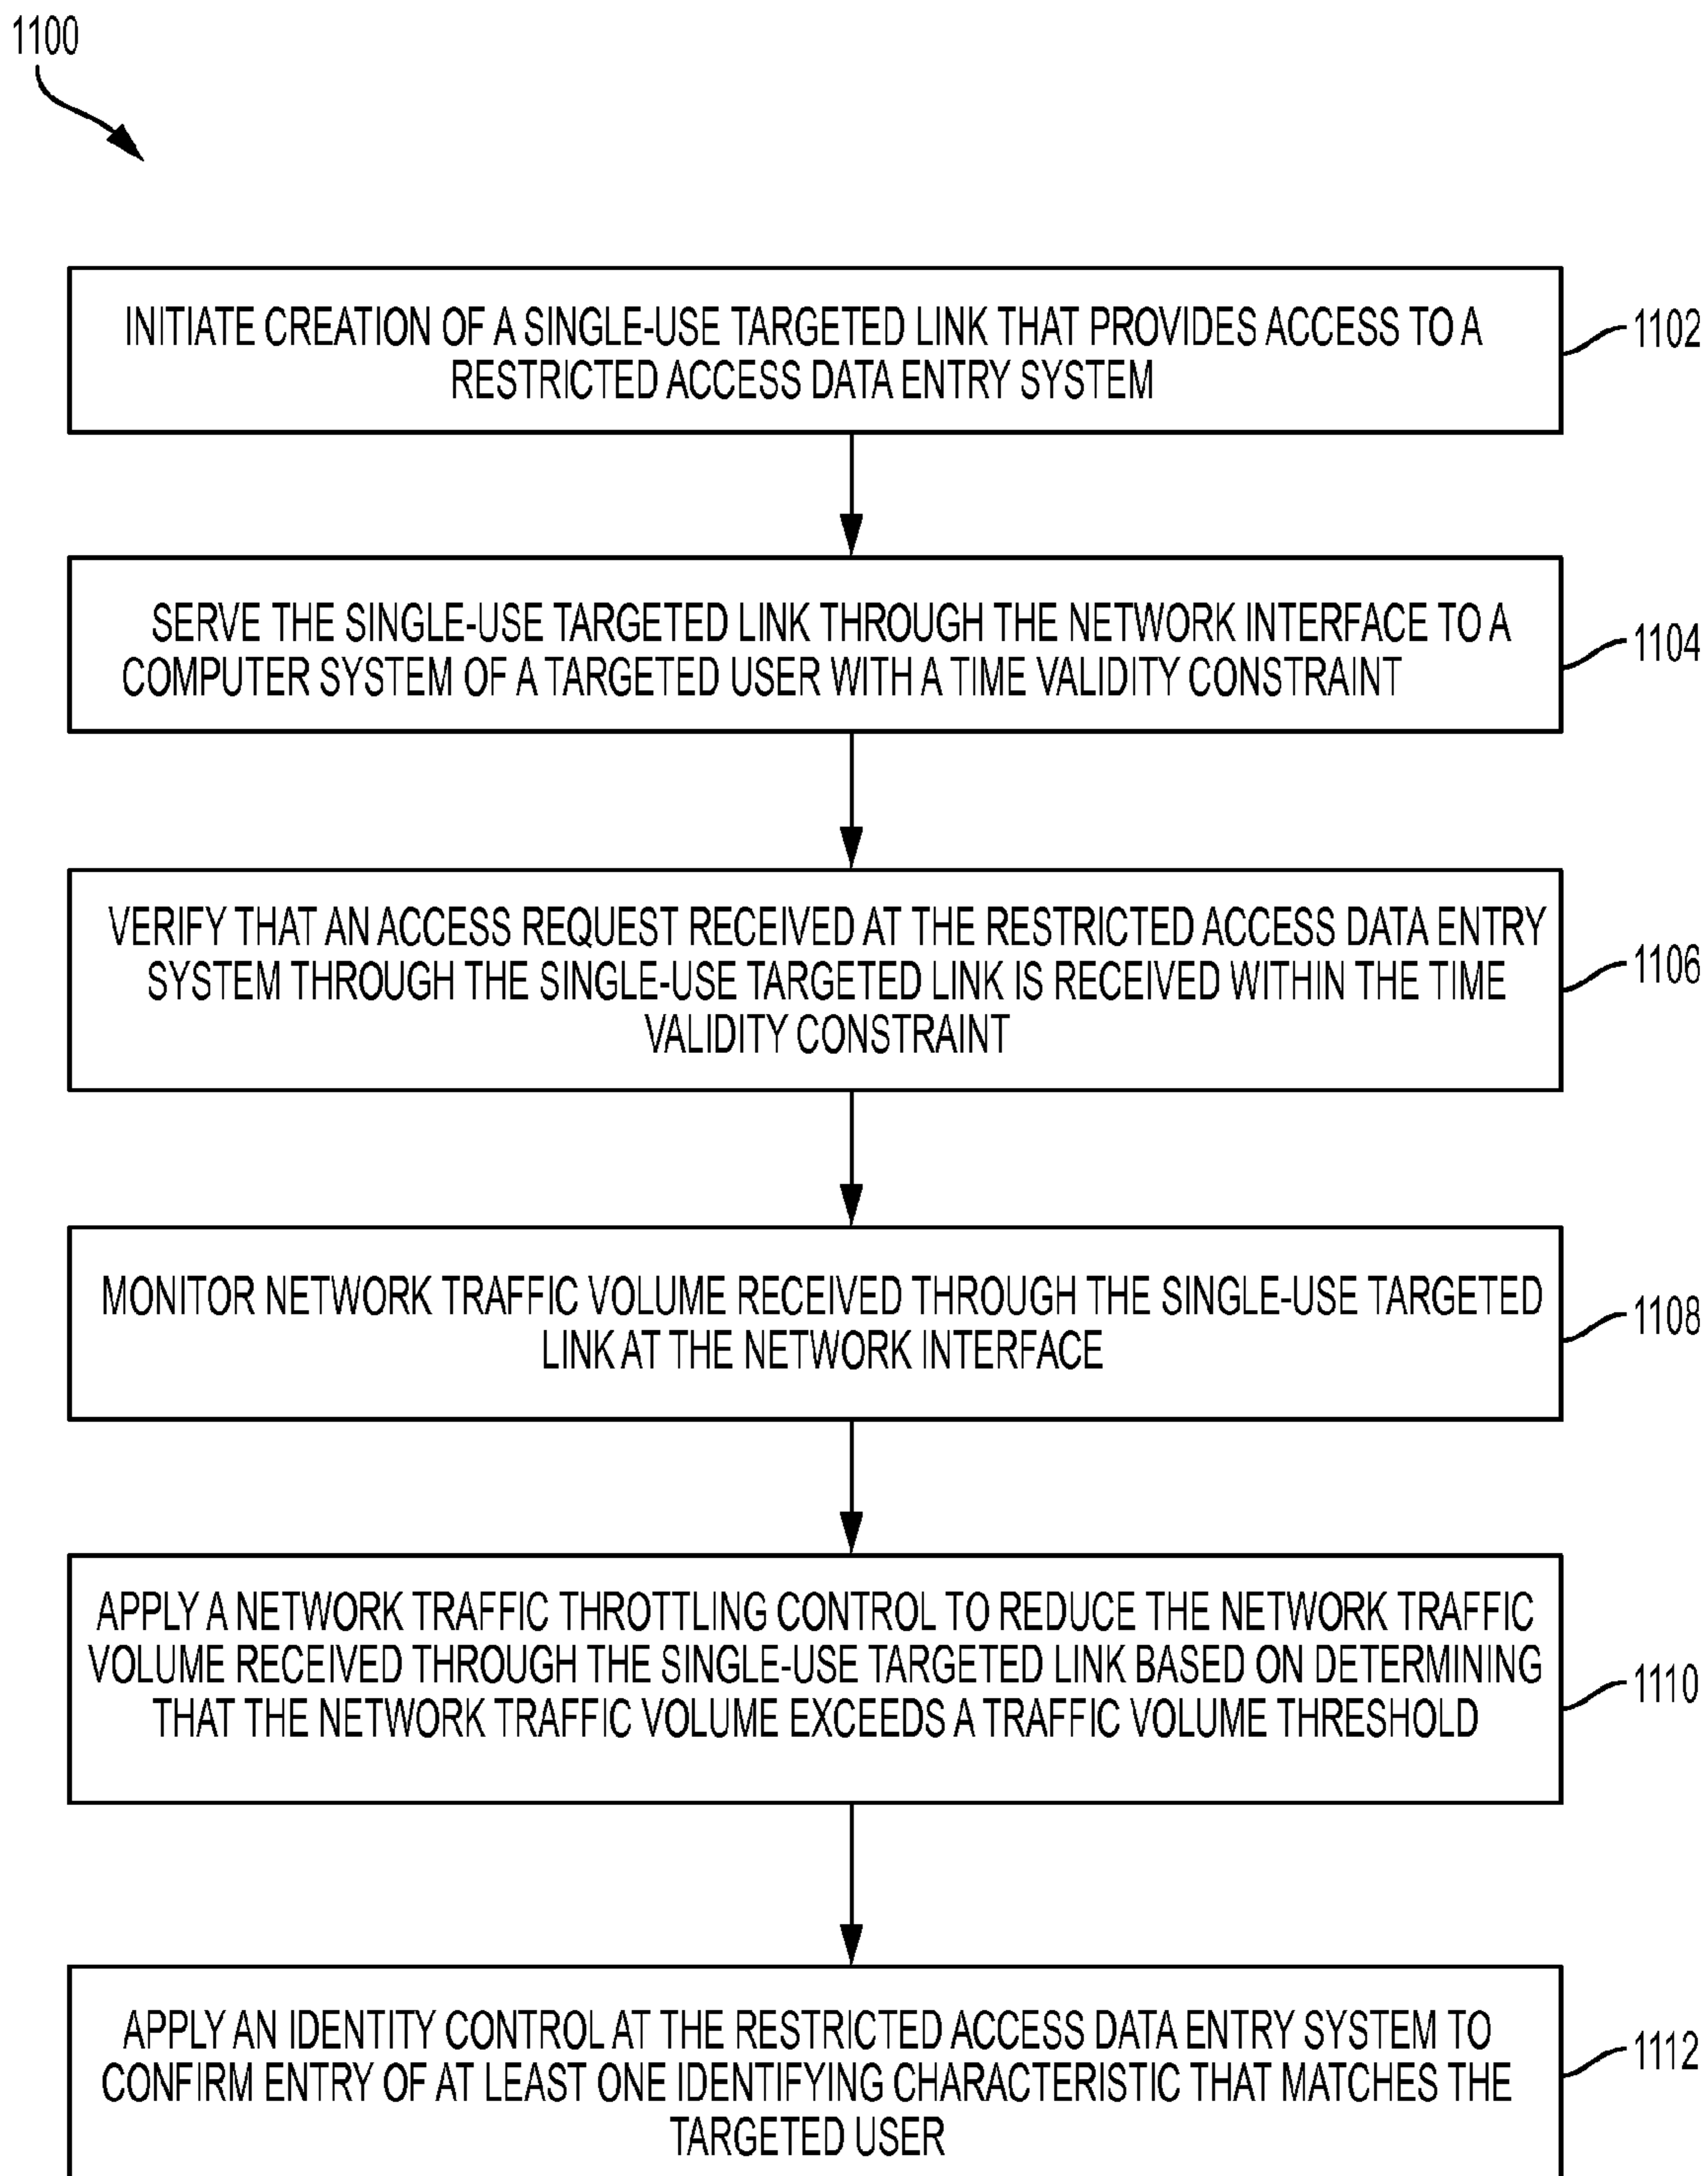 1100
INITIATE CREATION OF A SINGLE-USE TARGETED LINK THAT PROVIDES ACCESS TO A
RESTRICTED ACCESS DATA ENTRY SYSTEM
1102
SERVE THE SINGLE-USE TARGETED LINK THROUGH THE NETWORK INTERFACE TO A
COMPUTER SYSTEM OF A TARGETED USER WITH A TIME VALIDITY CONSTRAINT
1104
VERIFY THAT AN ACCESS REQUEST RECEIVED AT THE RESTRICTED ACCESS DATA ENTRY
SYSTEM THROUGH THE SINGLE-USE TARGETED LINK IS RECEIVED WITHIN THE TIME
VALIDITY CONSTRAINT
1106
MONITOR NETWORK TRAFFIC VOLUME RECEIVED THROUGH THE SINGLE-USE TARGETED
LINK AT THE NETWORK INTERFACE
1108
APPLY A NETWORK TRAFFIC THROTTLING CONTROL TO REDUCE THE NETWORK TRAFFIC
VOLUME RECEIVED THROUGH THE SINGLE-USE TARGETED LINK BASED ON DETERMINING
THAT THE NETWORK TRAFFIC VOLUME EXCEEDS A TRAFFIC VOLUME THRESHOLD
1110
APPLY AN IDENTITY CONTROL AT THE RESTRICTED ACCESS DATA ENTRY SYSTEM TO
CONFIRM ENTRY OF AT LEAST ONE IDENTIFYING CHARACTERISTIC THAT MATCHES THE
TARGETED USER
1112